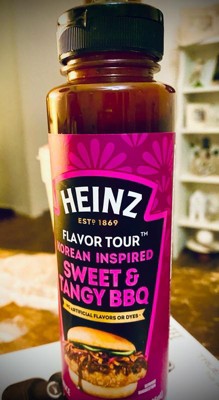 HEINZ
ESTD 1869
FLAVOR TOUR™
KOREAN INSPIRED
SWEET &
TANGY BBQ
NO ARTIFICIAL FLAVORS OR DYES